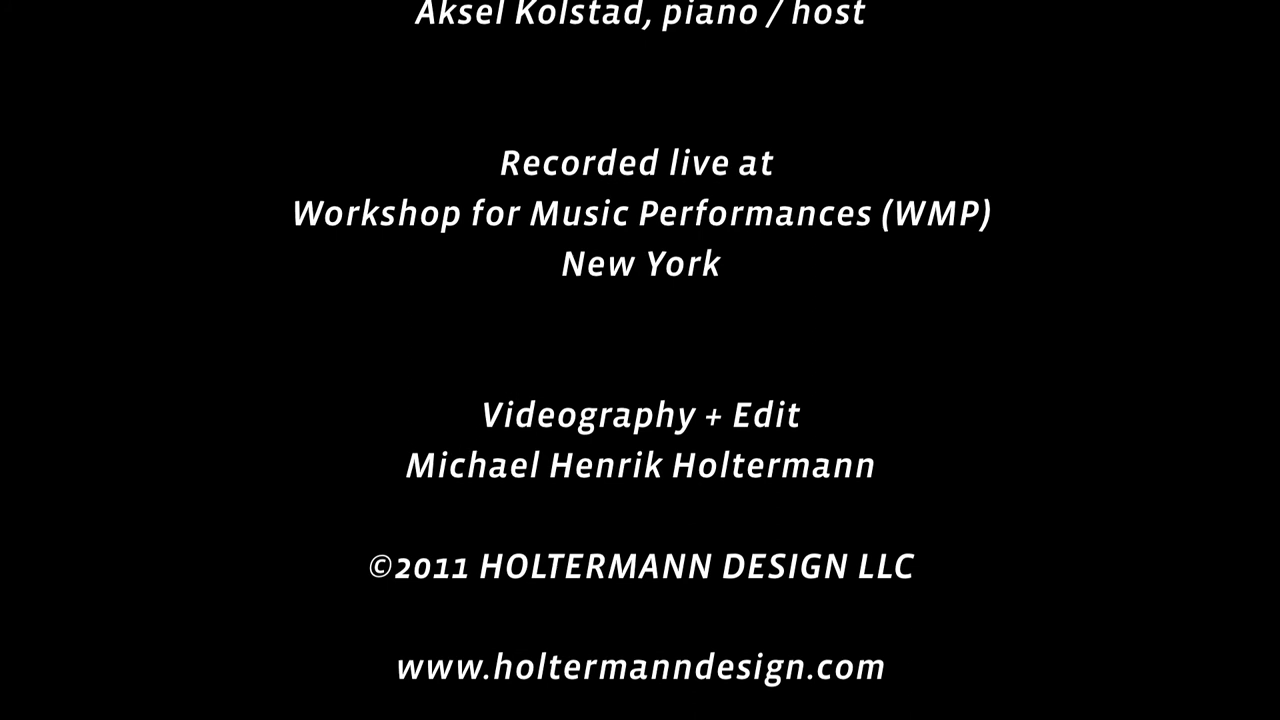 Aksel Kolstad, piano / host
Recorded live at
Workshop for Music Performances (WMP)
New York
Videography + Edit
Michael Henrik Holtermann
©2011 HOLTERMANN DESIGN LLC
www.holtermanndesign.com